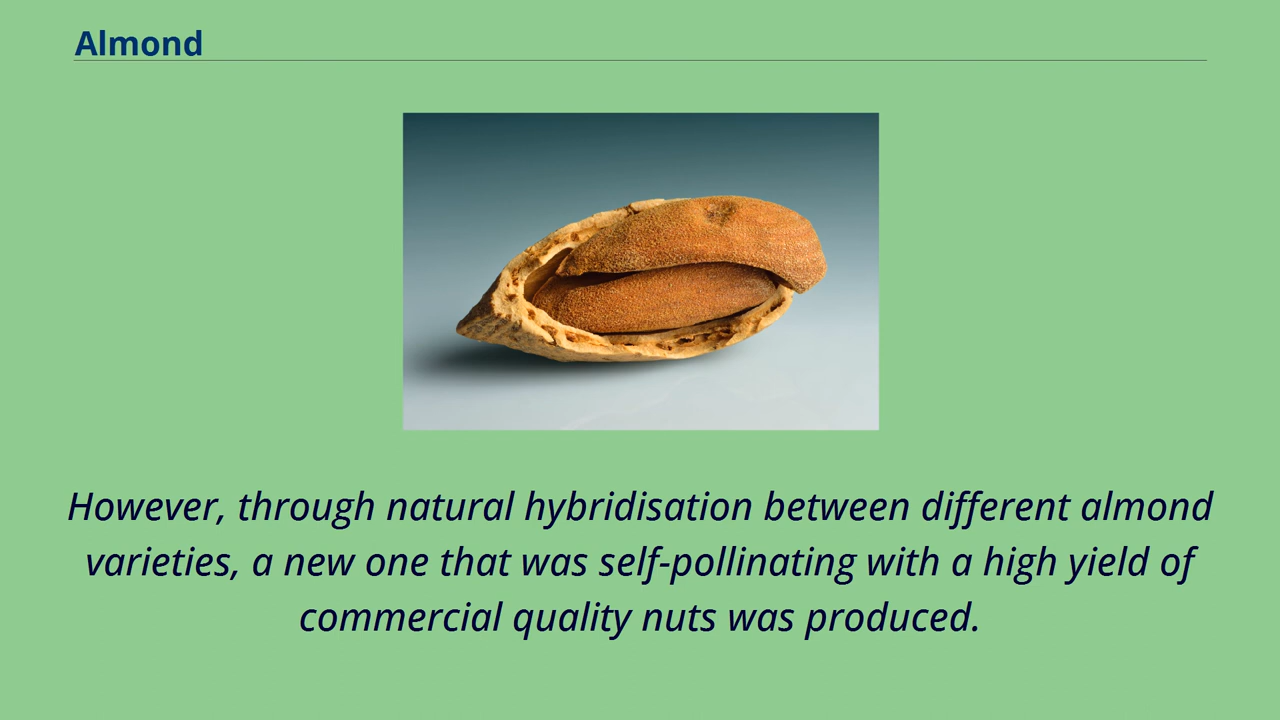 Almond
However, through natural hybridisation between different almond
varieties, a new one that was self-pollinating with a high yield of
commercial quality nuts was produced.